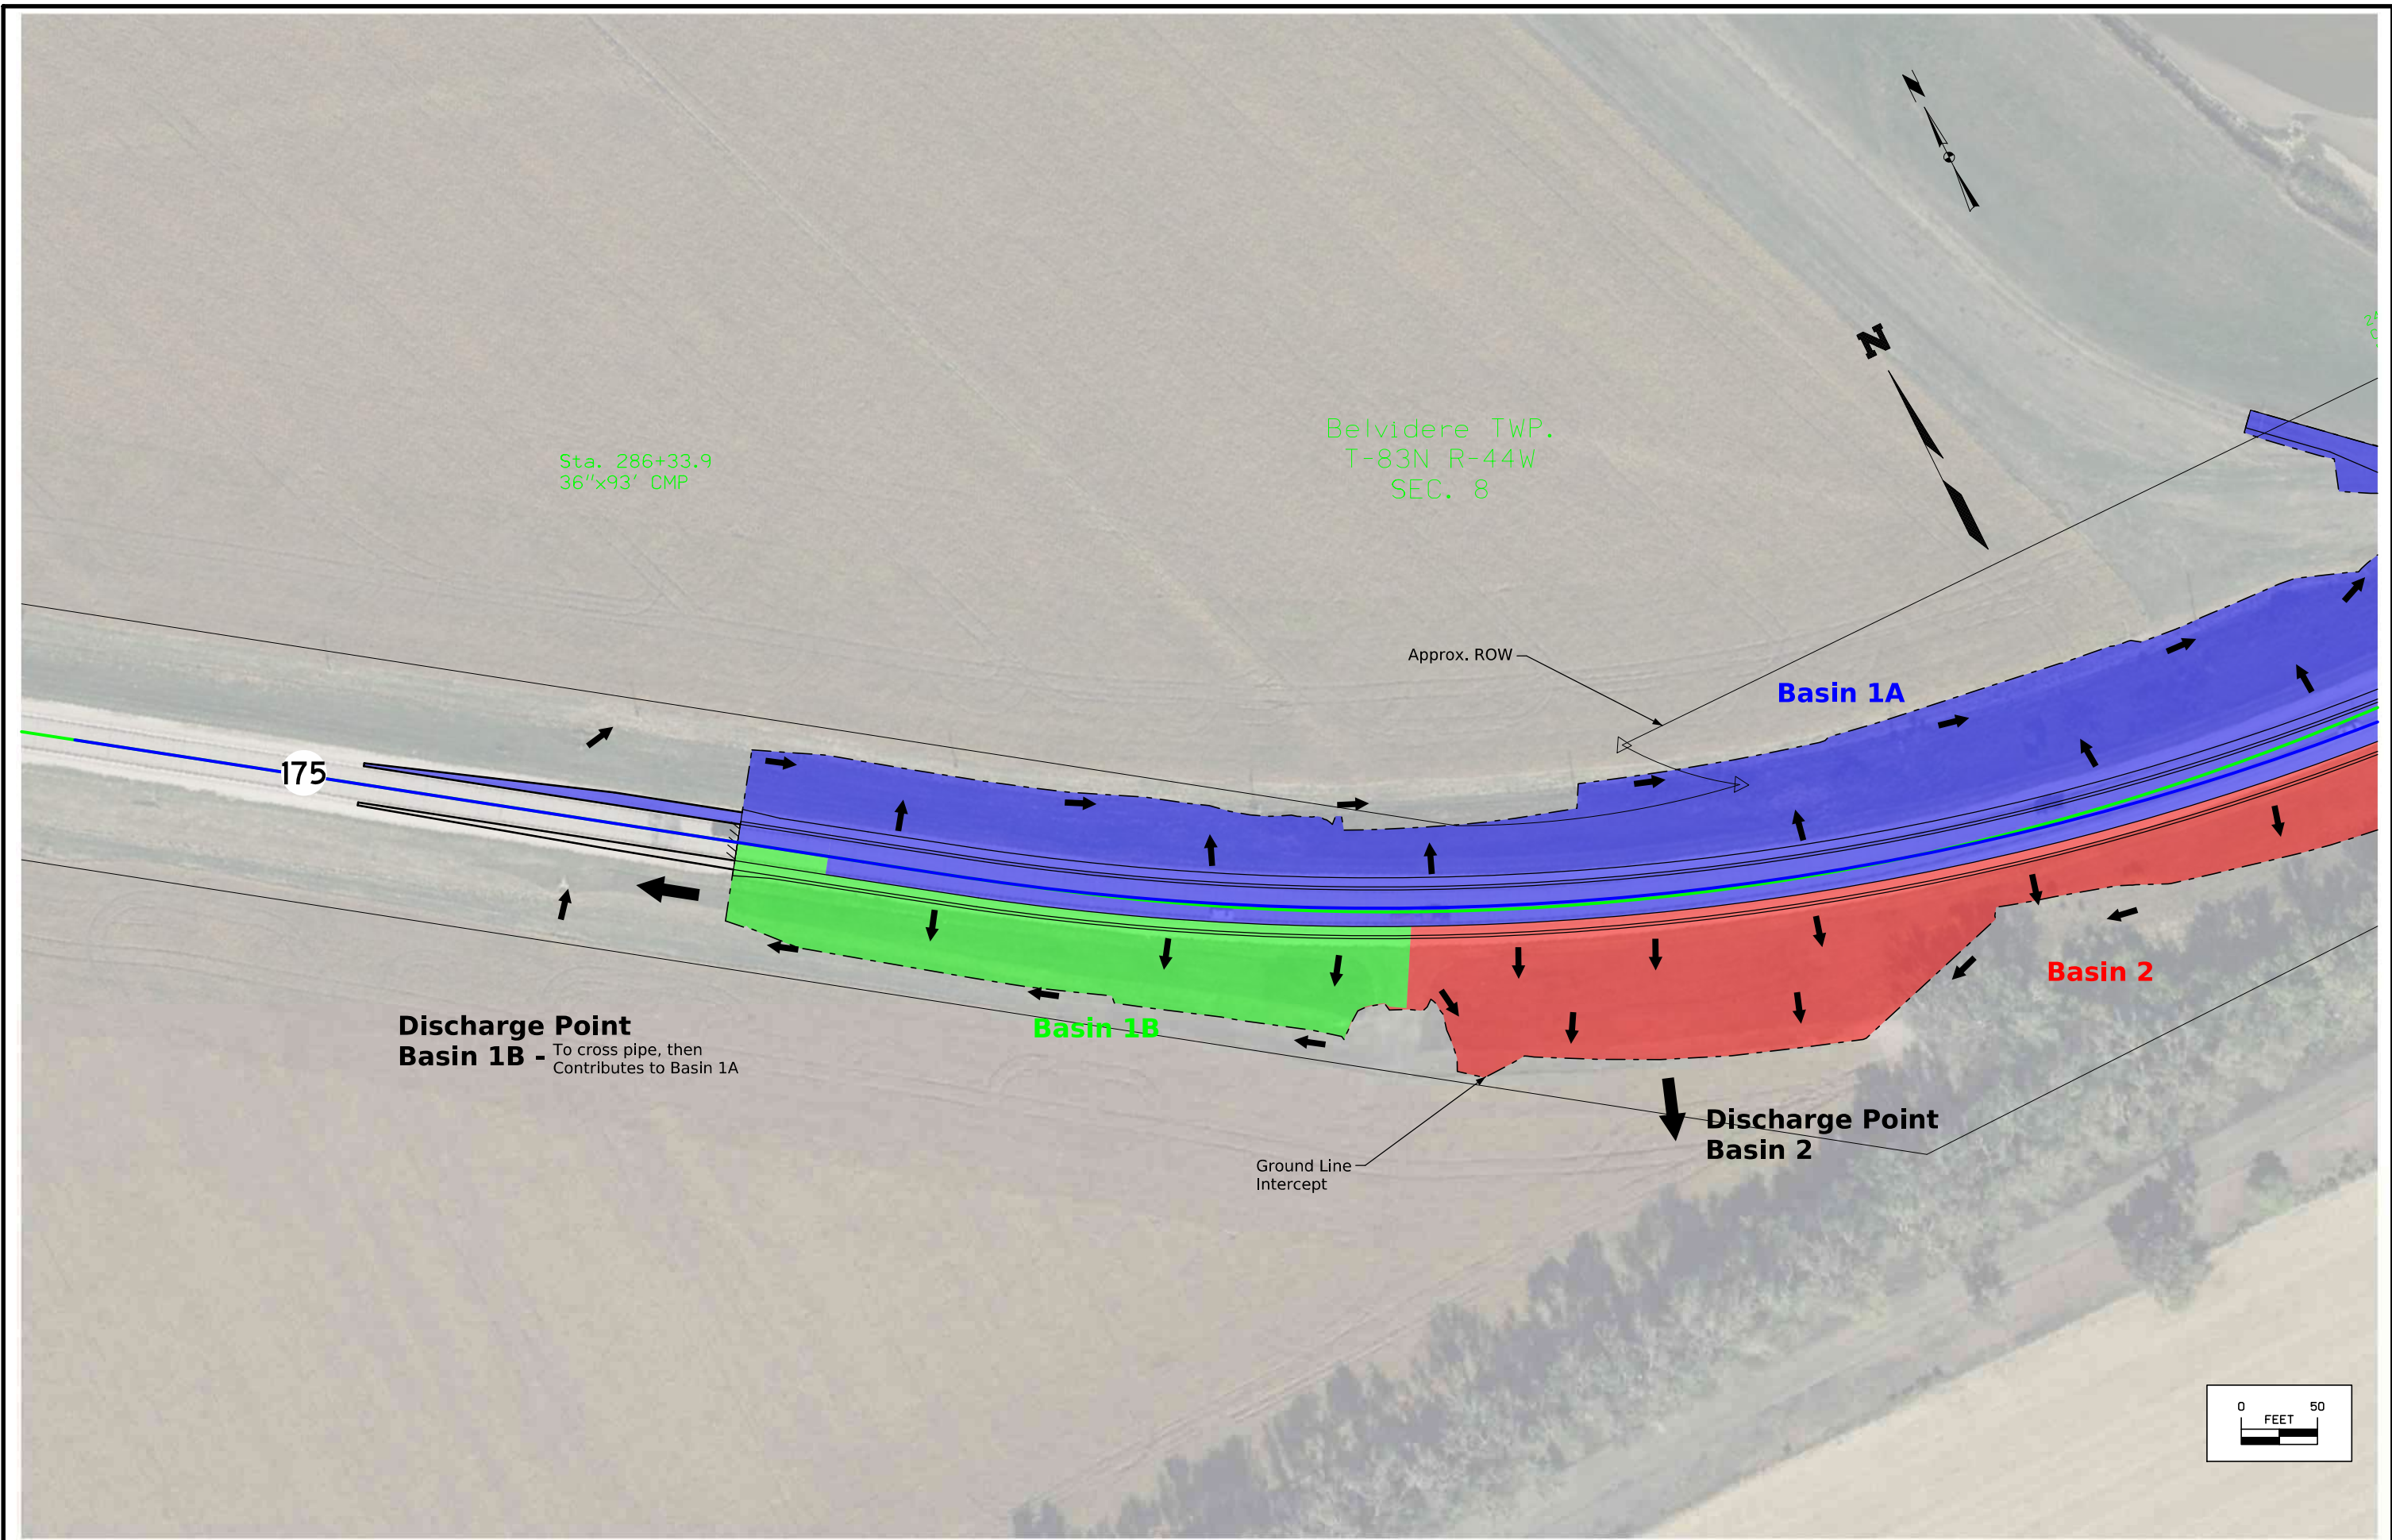 N
N
Sta. 286+33.9
36"x93' CMP
Belvidere TWP.
T-83N R-44W
SEC. 8
Approx. ROW
Basin 1A
175
Basin 2
Discharge Point
Basin 1B - To cross pipe, then
Contributes to Basin 1A
Basin 1B
Discharge Point
Basin 2
Ground Line
Intercept
0 50
FEET